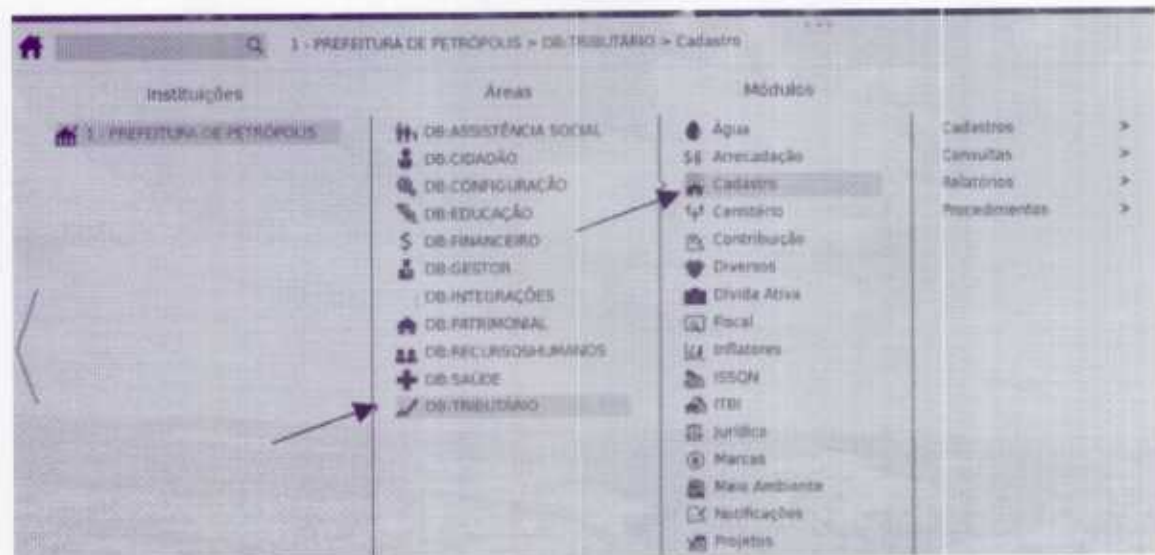 1 - PREFEITURA DE PETRÓPOLIS > DB:TRIBUTÁRIO > Cadastro
Instituições
1 - PREFEITURA DE PETRÓPOLIS
Áreas
DB:ASSISTÊNCIA SOCIAL
DB:CIDADÃO
DB:CONFIGURAÇÃO
DB:EDUCAÇÃO
DB:FINANCEIRO
DB:GESTOR
DB:INTEGRAÇÕES
DB:PATRIMONIAL
DB:RECURSOSHUMANOS
DB:SAÚDE
DB:TRIBUTÁRIO
Módulos
Água
Arrecadação
Cadastro
Cemitério
Contribuição
Diversos
Dívida Ativa
Fiscal
Inflatores
ISSQN
ITBI
Jurídico
Marcas
Meio Ambiente
Notificações
Projetos
Cadastros >
Consultas >
Relatórios >
Procedimentos >